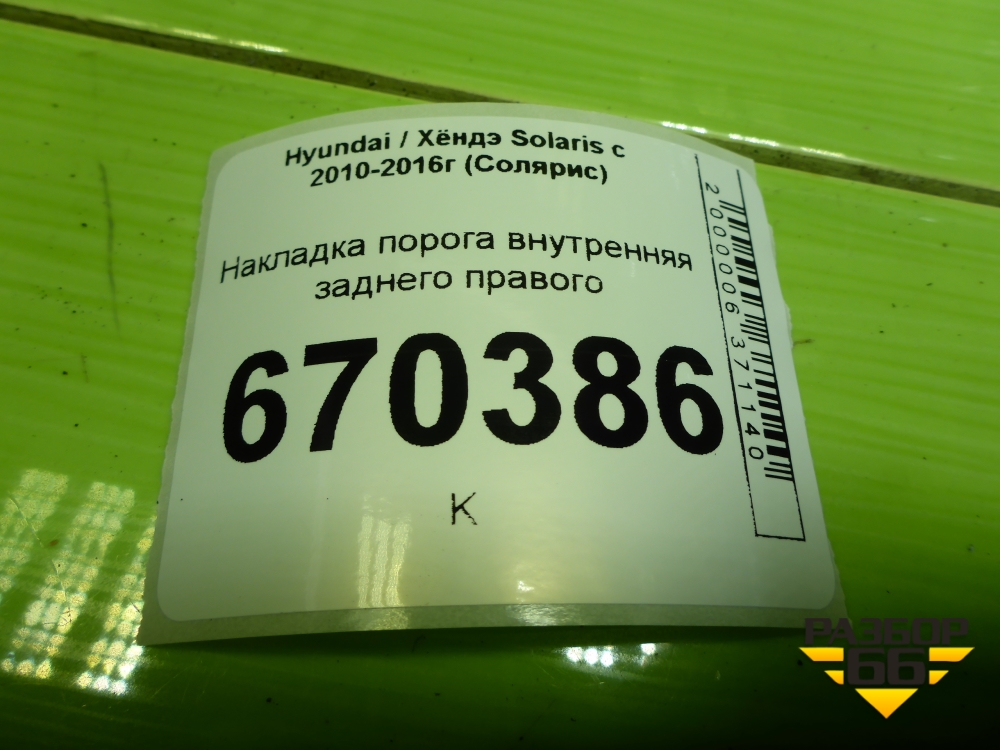 Hyundai / Хёндэ Solaris с
2010-2016г (Солярис)
Накладка порога внутренняя
заднего правого
670386
К
2000006371140
РАЗБОР
66